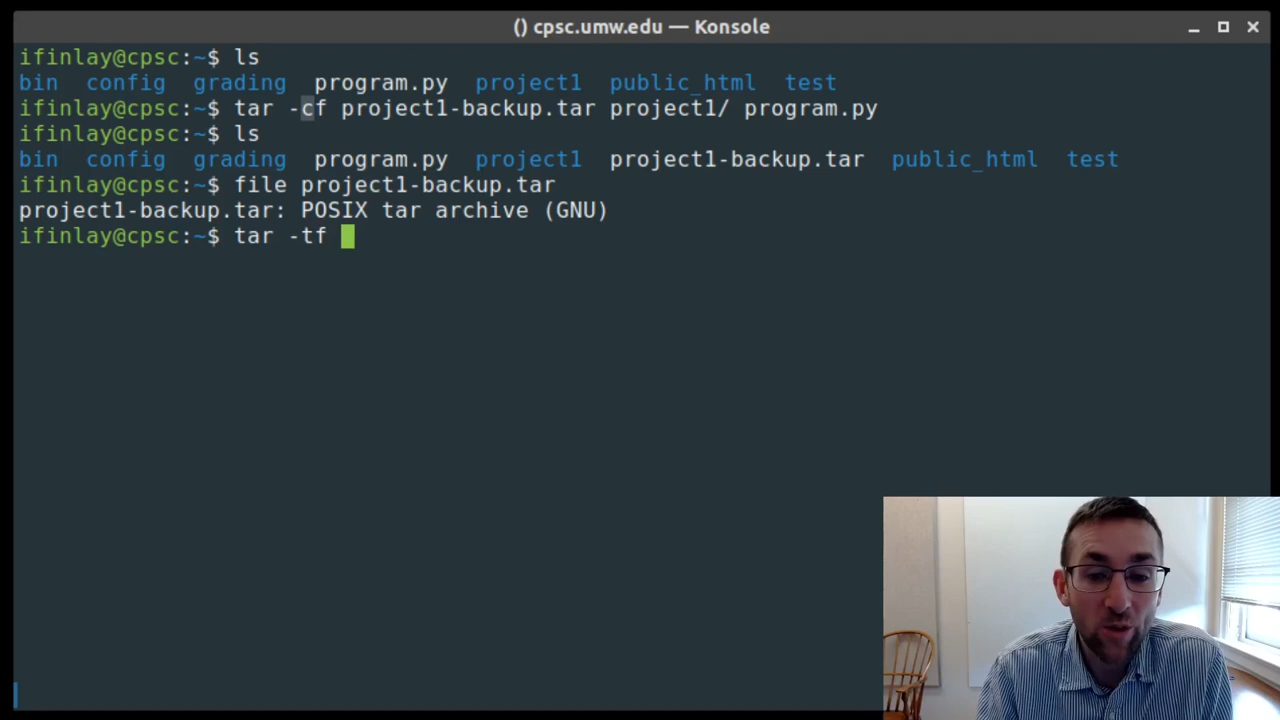 () cpsc.umw.edu — Konsole
ifinlay@cpsc:~$ ls
bin config grading program.py project1 public_html test
ifinlay@cpsc:~$ tar -cf project1-backup.tar project1/ program.py
ifinlay@cpsc:~$ ls
bin config grading program.py project1 project1-backup.tar public_html test
ifinlay@cpsc:~$ file project1-backup.tar
project1-backup.tar: POSIX tar archive (GNU)
ifinlay@cpsc:~$ tar -tf